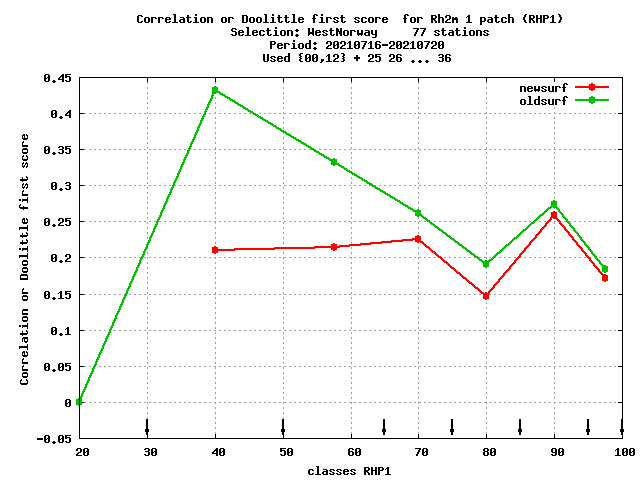 Correlation or Doolittle first score  for Rh2m 1 patch (RHP1)
Selection: WestNorway     77 stations
Period: 20210716-20210720
Used {00,12} + 25 26 ... 36
newsurf
oldsurf
Correlation or Doolittle first score
0.45
0.4
0.35
0.3
0.25
0.2
0.15
0.1
0.05
0
-0.05
20 30 40 50 60 70 80 90 100
classes RHP1